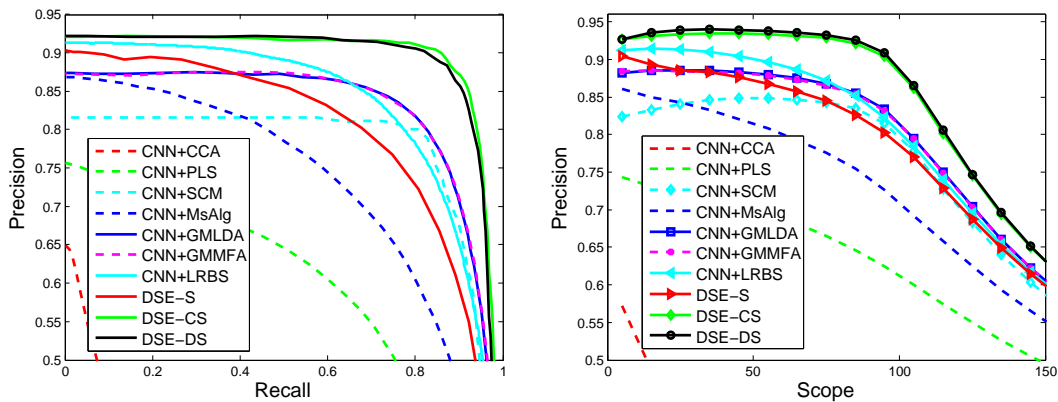 0.95
0.9
0.85
0.8
0.75
0.7
0.65
0.6
0.55
0.5
Precision
0 0.2 0.4 0.6 0.8 1
Recall
CNN+CCA
CNN+PLS
CNN+SCM
CNN+MsAlg
CNN+GMLDA
CNN+GMMFA
CNN+LRBS
DSE−S
DSE−CS
DSE−DS
0.95
0.9
0.85
0.8
0.75
0.7
0.65
0.6
0.55
0.5
Precision
0 50 100 150
Scope
CNN+CCA
CNN+PLS
CNN+SCM
CNN+MsAlg
CNN+GMLDA
CNN+GMMFA
CNN+LRBS
DSE−S
DSE−CS
DSE−DS